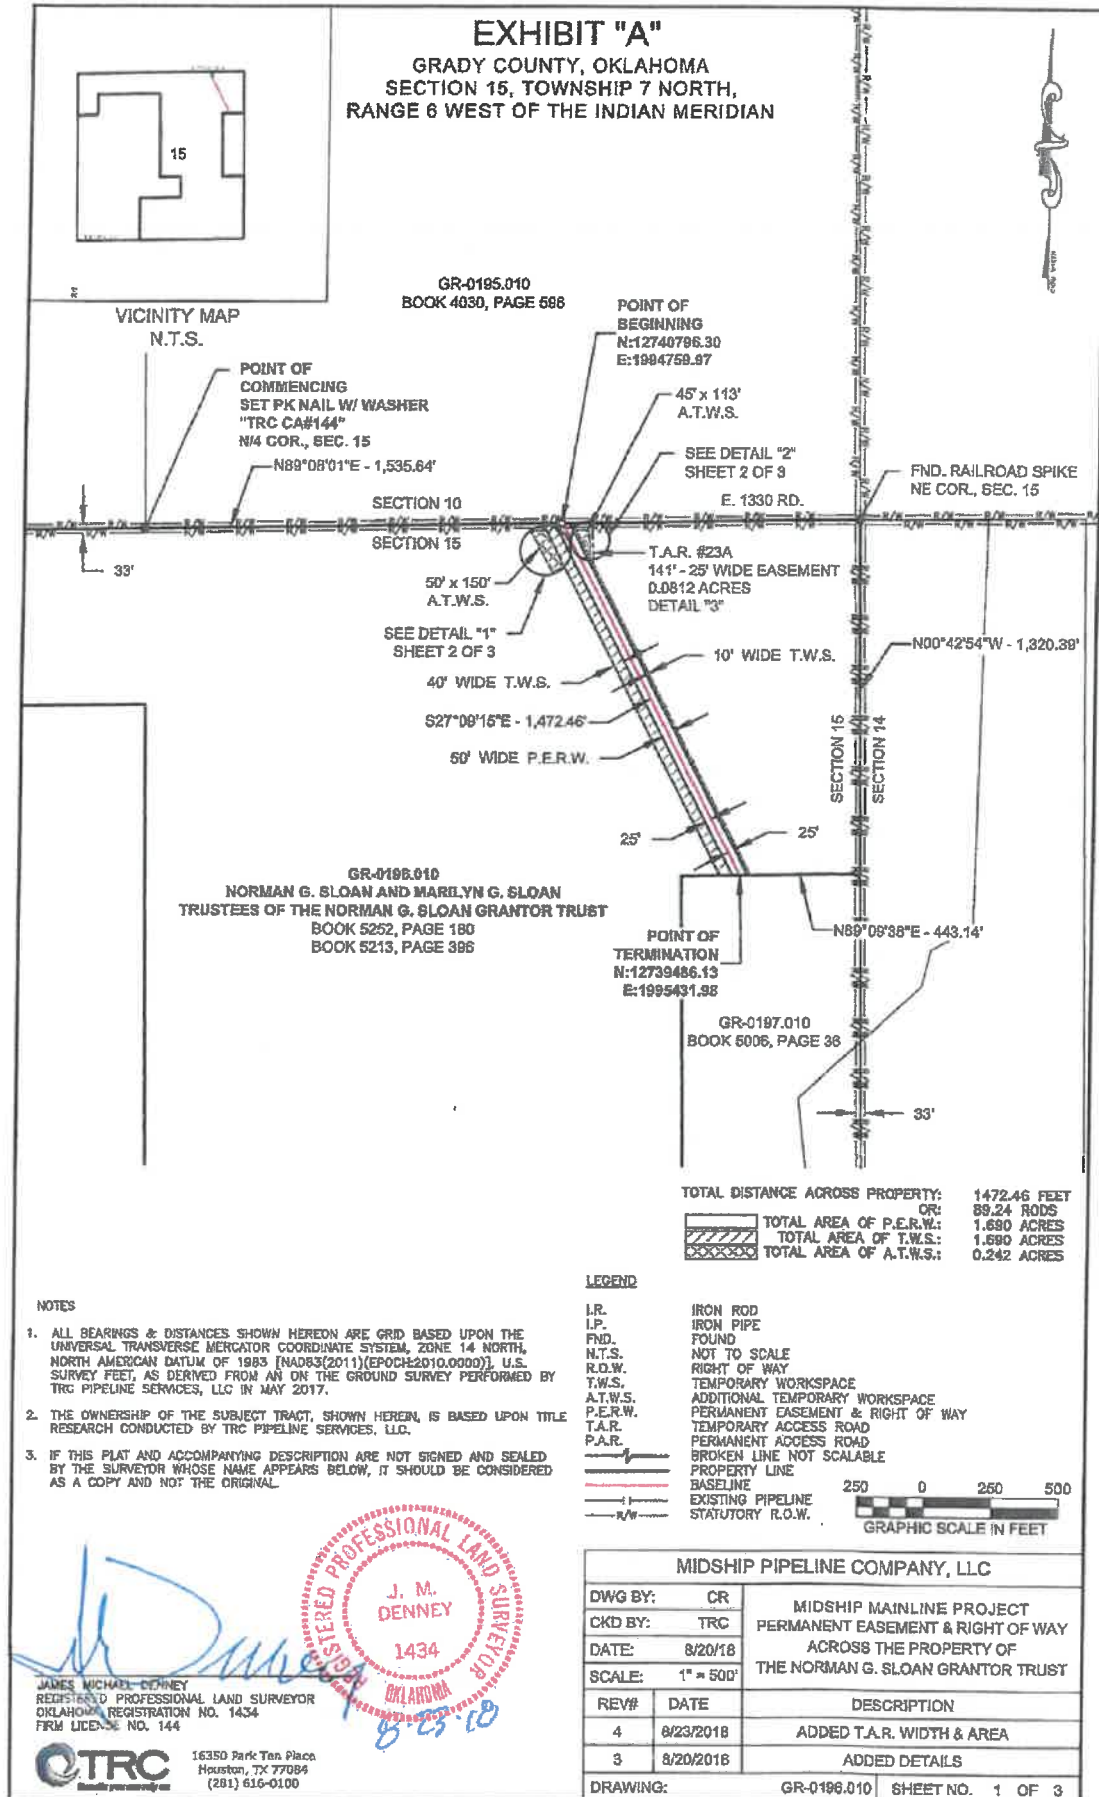 EXHIBIT "A"
GRADY COUNTY, OKLAHOMA
SECTION 15, TOWNSHIP 7 NORTH,
RANGE 6 WEST OF THE INDIAN MERIDIAN
15
VICINITY MAP
N.T.S.
GR-0195.010
BOOK 4030, PAGE 596
POINT OF
BEGINNING
N:12740796.30
E:1994759.97
POINT OF
COMMENCING
SET PK NAIL W/ WASHER
"TRC CA#144"
N/4 COR., SEC. 15
N89°08'01"E - 1,535.64'
45' x 113'
A.T.W.S.
SEE DETAIL "2"
SHEET 2 OF 3
E. 1330 RD.
FND. RAILROAD SPIKE
NE COR., SEC. 15
SECTION 10
SECTION 15
33'
50' x 150'
A.T.W.S.
T.A.R. #23A
141' - 25' WIDE EASEMENT
0.0812 ACRES
DETAIL "3"
SEE DETAIL "1"
SHEET 2 OF 3
10' WIDE T.W.S.
N00°42'54"W - 1,320.39'
40' WIDE T.W.S.
S27°09'15"E - 1,472.46'
50' WIDE P.E.R.W.
SECTION 15
SECTION 14
25'
25'
GR-0196.010
NORMAN G. SLOAN AND MARILYN G. SLOAN
TRUSTEES OF THE NORMAN G. SLOAN GRANTOR TRUST
BOOK 5252, PAGE 180
BOOK 5213, PAGE 396
POINT OF
TERMINATION
N:12739486.13
E:1995431.98
N89°09'38"E - 443.14'
GR-0197.010
BOOK 5006, PAGE 36
33'
TOTAL DISTANCE ACROSS PROPERTY: 1472.46 FEET
OR: 89.24 RODS
TOTAL AREA OF P.E.R.W.: 1.690 ACRES
TOTAL AREA OF T.W.S.: 1.690 ACRES
TOTAL AREA OF A.T.W.S.: 0.242 ACRES
NOTES
1. ALL BEARINGS & DISTANCES SHOWN HEREON ARE GRID BASED UPON THE
UNIVERSAL TRANSVERSE MERCATOR COORDINATE SYSTEM, ZONE 14 NORTH,
NORTH AMERICAN DATUM OF 1983 [NAD83(2011)(EPOCH:2010.0000)], U.S.
SURVEY FEET, AS DERIVED FROM AN ON THE GROUND SURVEY PERFORMED BY
TRC PIPELINE SERVICES, LLC IN MAY 2017.
2. THE OWNERSHIP OF THE SUBJECT TRACT, SHOWN HEREIN, IS BASED UPON TITLE
RESEARCH CONDUCTED BY TRC PIPELINE SERVICES, LLC.
3. IF THIS PLAT AND ACCOMPANYING DESCRIPTION ARE NOT SIGNED AND SEALED
BY THE SURVEYOR WHOSE NAME APPEARS BELOW, IT SHOULD BE CONSIDERED
AS A COPY AND NOT THE ORIGINAL.
LEGEND
I.R. IRON ROD
I.P. IRON PIPE
FND. FOUND
N.T.S. NOT TO SCALE
R.O.W. RIGHT OF WAY
T.W.S. TEMPORARY WORKSPACE
A.T.W.S. ADDITIONAL TEMPORARY WORKSPACE
P.E.R.W. PERMANENT EASEMENT & RIGHT OF WAY
T.A.R. TEMPORARY ACCESS ROAD
P.A.R. PERMANENT ACCESS ROAD
BROKEN LINE NOT SCALABLE
PROPERTY LINE
BASELINE
EXISTING PIPELINE
R/W STATUTORY R.O.W.
250 0 250 500
GRAPHIC SCALE IN FEET
REGISTERED PROFESSIONAL LAND SURVEYOR
J. M.
DENNEY
1434
OKLAHOMA
8-23-18
JAMES MICHAEL DENNEY
REGISTERED PROFESSIONAL LAND SURVEYOR
OKLAHOMA REGISTRATION NO. 1434
FIRM LICENSE NO. 144
TRC
16350 Park Ten Place
Houston, TX 77084
(281) 616-0100
MIDSHIP PIPELINE COMPANY, LLC
DWG BY: CR
CKD BY: TRC
DATE: 8/20/18
SCALE: 1" = 500'
MIDSHIP MAINLINE PROJECT
PERMANENT EASEMENT & RIGHT OF WAY
ACROSS THE PROPERTY OF
THE NORMAN G. SLOAN GRANTOR TRUST
REV# DATE DESCRIPTION
4 8/23/2018 ADDED T.A.R. WIDTH & AREA
3 8/20/2018 ADDED DETAILS
DRAWING: GR-0196.010 SHEET NO. 1 OF 3